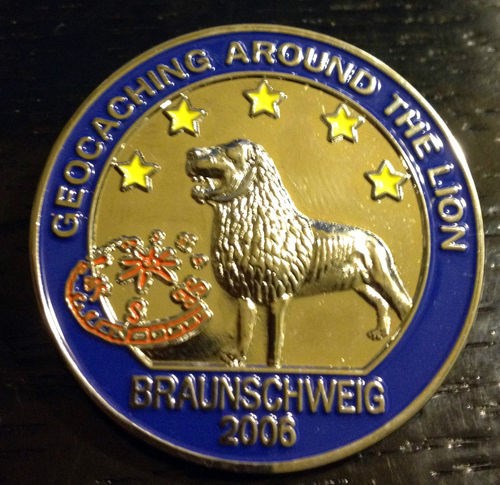 GEOCACHING AROUND THE LION
BRAUNSCHWEIG
2006